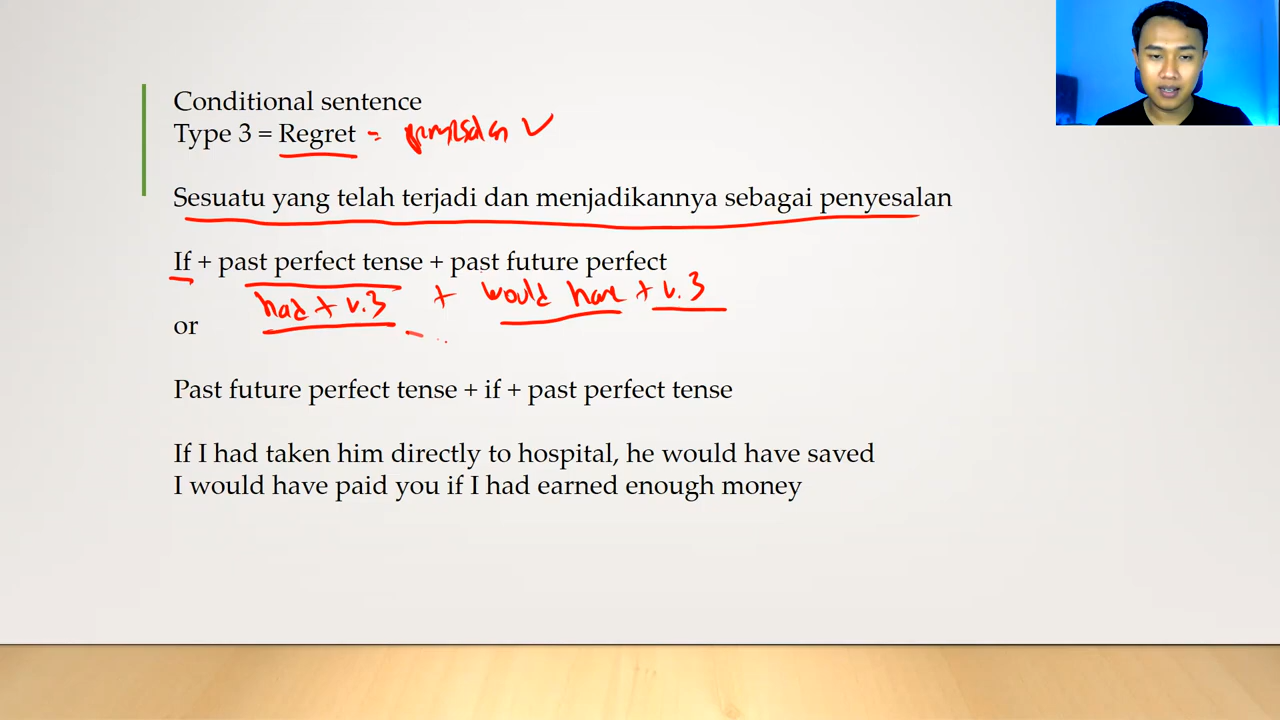 Conditional sentence
Type 3 = Regret =
Sesuatu yang telah terjadi dan menjadikannya sebagai penyesalan
If + past perfect tense + past future perfect
had + v.3 + would have + v.3
or
Past future perfect tense + if + past perfect tense
If I had taken him directly to hospital, he would have saved
I would have paid you if I had earned enough money